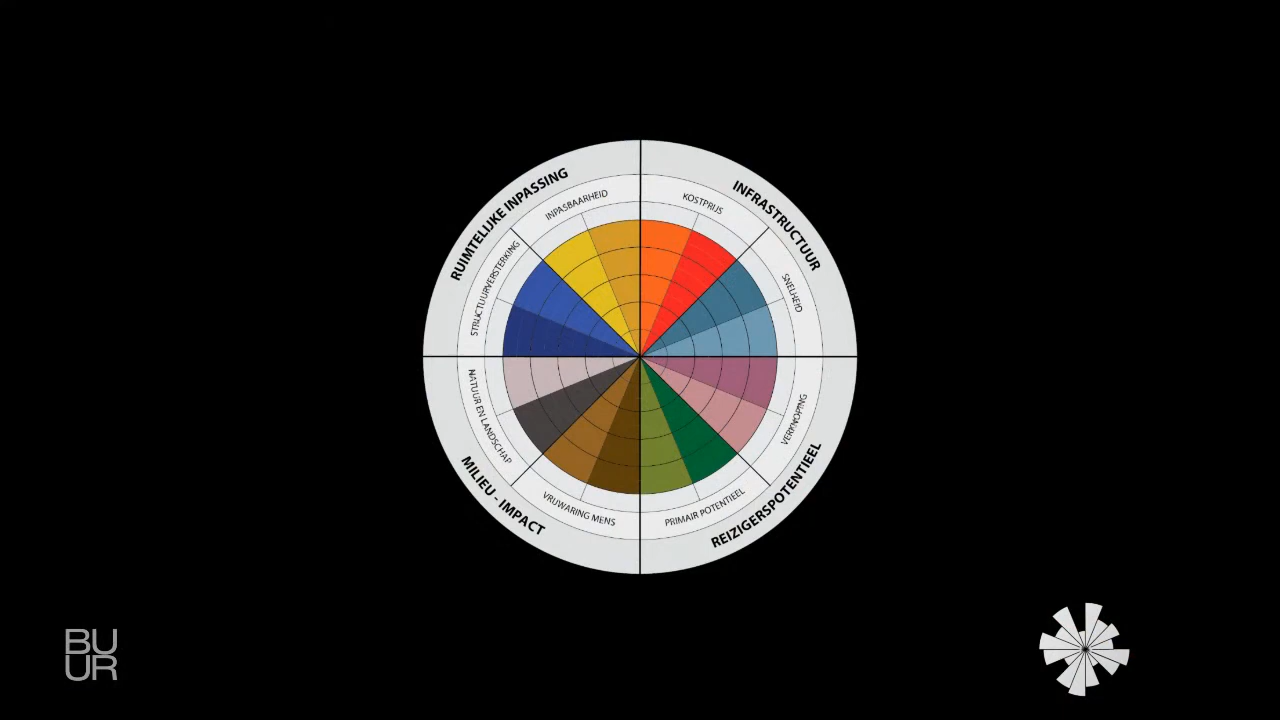 RUIMTELIJKE INPASSING
INFRASTRUCTUUR
INPASBAARHEID
KOSTPRIJS
STRUCTUURVERSTERKING
SNELHEID
NATUUR EN LANDSCHAP
VERKNOPING
VRIJWARING MENS
PRIMAIR POTENTIEEL
MILIEU - IMPACT
REIZIGERSPOTENTIEEL
BU
UR